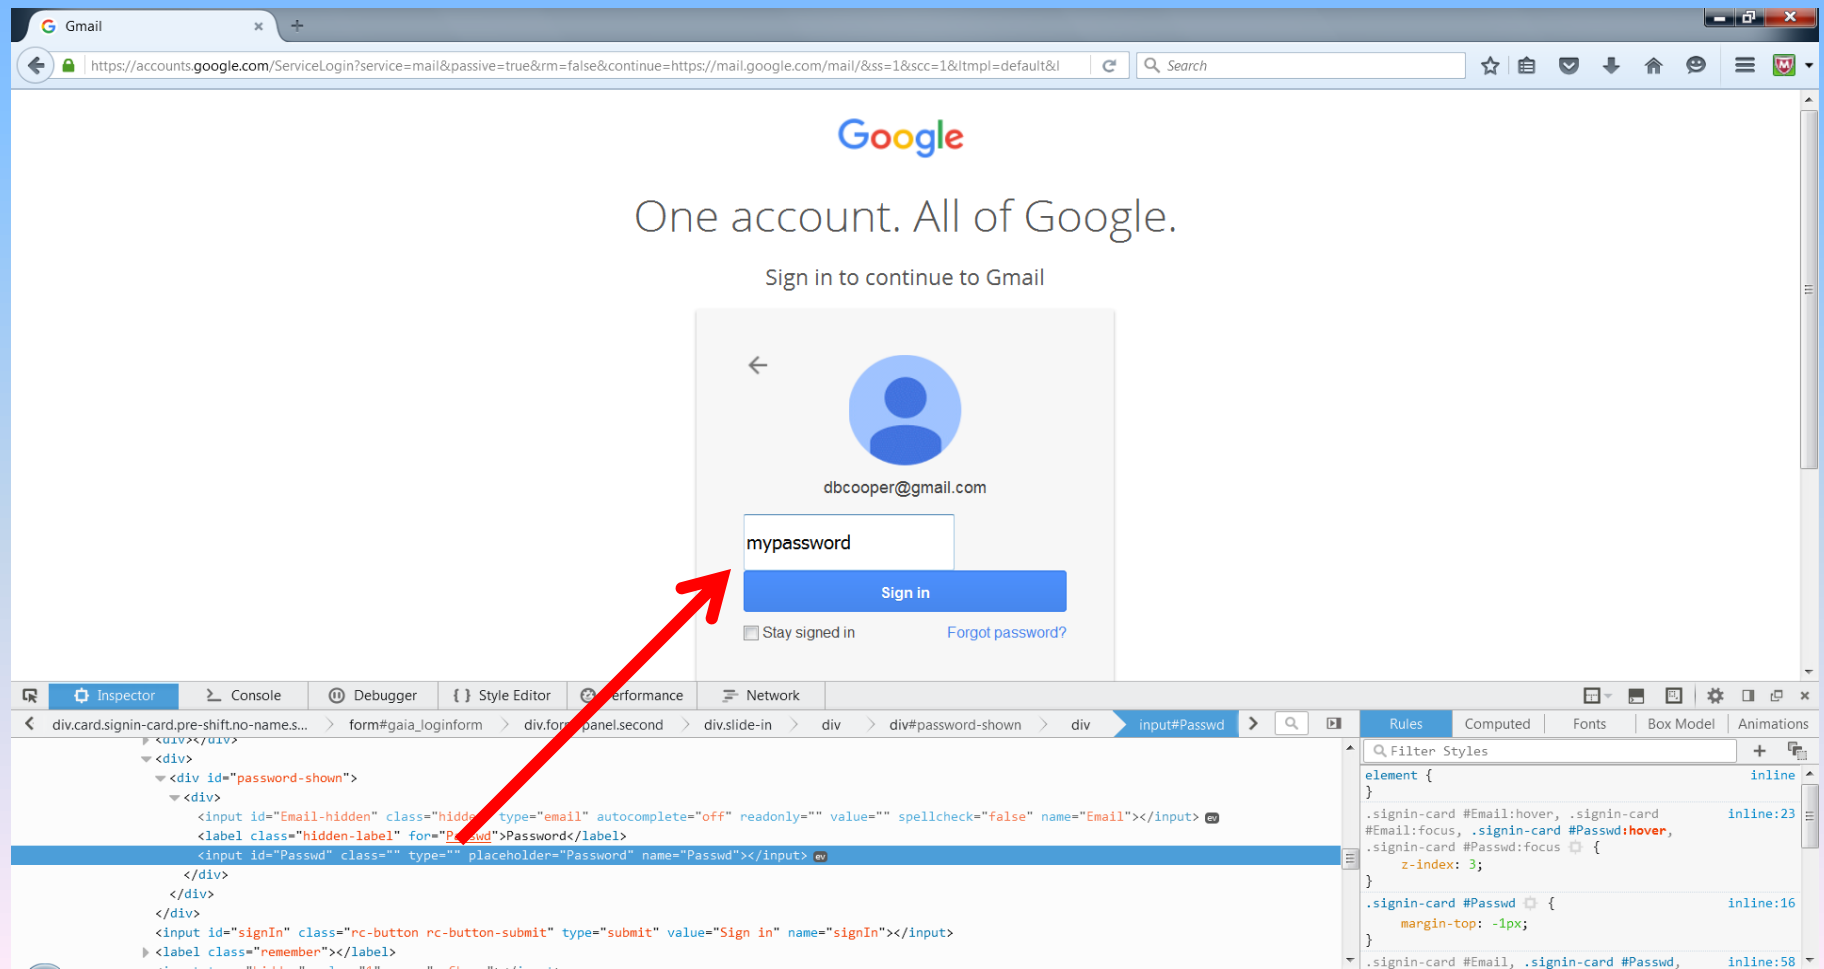 Gmail
https://accounts.google.com/ServiceLogin?service=mail&passive=true&rm=false&continue=https://mail.google.com/mail/&ss=1&scc=1&ltmpl=default&l
Search
Google
One account. All of Google.
Sign in to continue to Gmail
dbcooper@gmail.com
mypassword
Sign in
Stay signed in Forgot password?
Inspector Console Debugger { } Style Editor Performance Network
div.card.signin-card.pre-shift.no-name.s... form#gaia_loginform div.form-panel.second div.slide-in div div#password-shown div input#Passwd
<div></div>
<div>
<div id="password-shown">
<div>
<input id="Email-hidden" class="hidden" type="email" autocomplete="off" readonly="" value="" spellcheck="false" name="Email"></input> ev
<label class="hidden-label" for="Passwd">Password</label>
<input id="Passwd" class="" type="" placeholder="Password" name="Passwd"></input> ev
</div>
</div>
</div>
<input id="signIn" class="rc-button rc-button-submit" type="submit" value="Sign in" name="signIn"></input>
<label class="remember"></label>
Rules Computed Fonts Box Model Animations
Filter Styles
element { inline
}
.signin-card #Email:hover, .signin-card inline:23
#Email:focus, .signin-card #Passwd:hover,
.signin-card #Passwd:focus {
z-index: 3;
}
.signin-card #Passwd { inline:16
margin-top: -1px;
}
.signin-card #Email, .signin-card #Passwd, inline:58